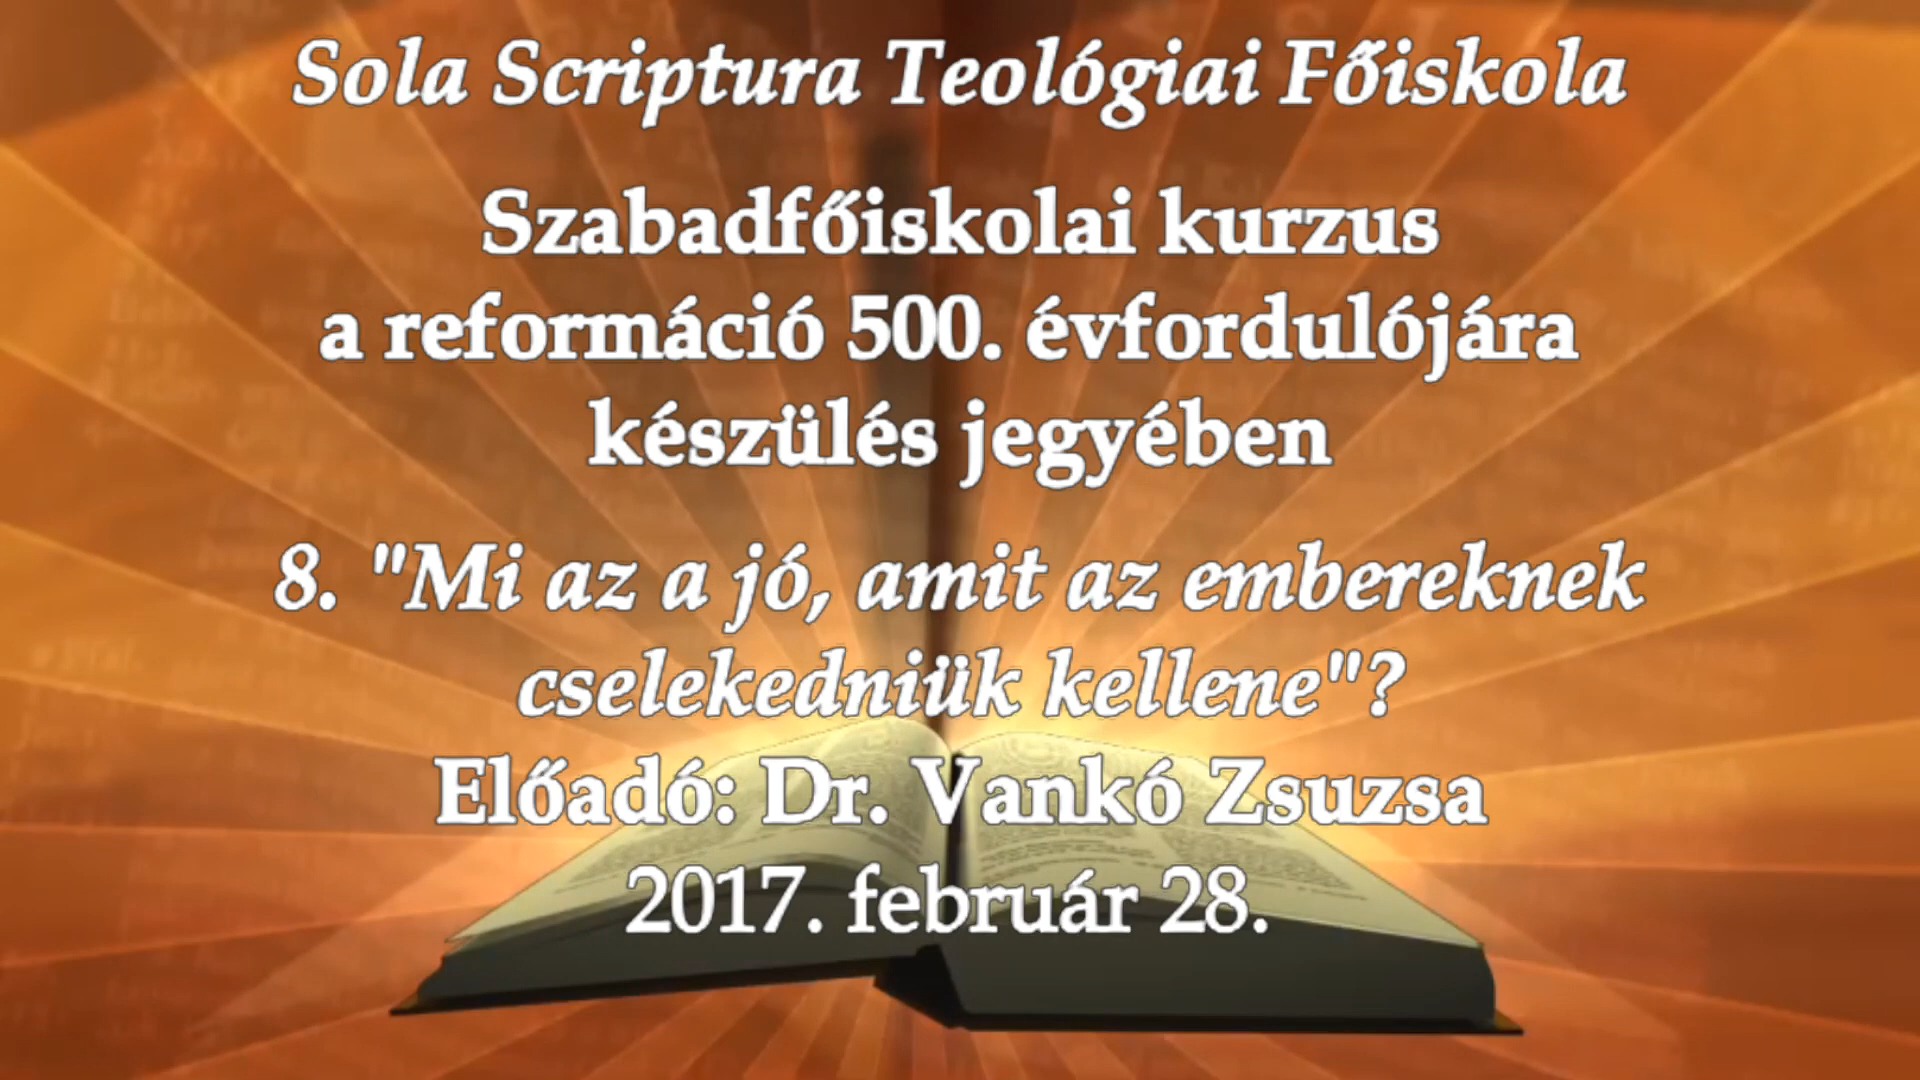 Sola Scriptura Teológiai Főiskola
Szabadfőiskolai kurzus
a reformáció 500. évfordulójára
készülés jegyében
8. "Mi az a jó, amit az embereknek
cselekedniük kellene"?
Előadó: Dr. Vankó Zsuzsa
2017. február 28.